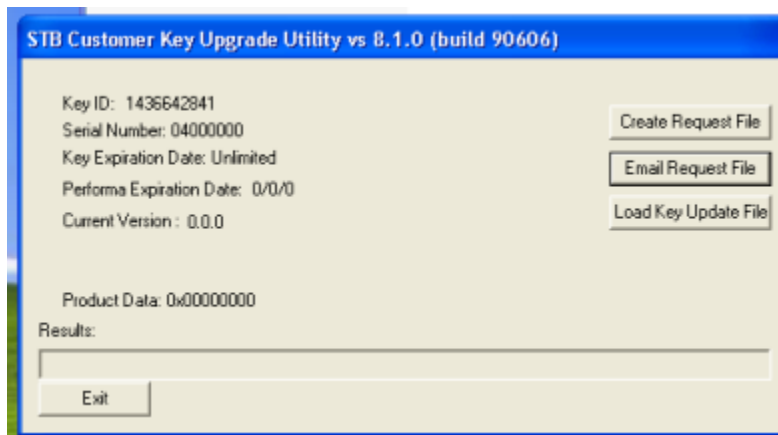 STB Customer Key Upgrade Utility vs 8.1.0 (build 90606)
Key ID: 1436642841
Serial Number: 04000000
Key Expiration Date: Unlimited
Performa Expiration Date: 0/0/0
Current Version : 0.0.0
Create Request File
Email Request File
Load Key Update File
Product Data: 0x00000000
Results:
Exit